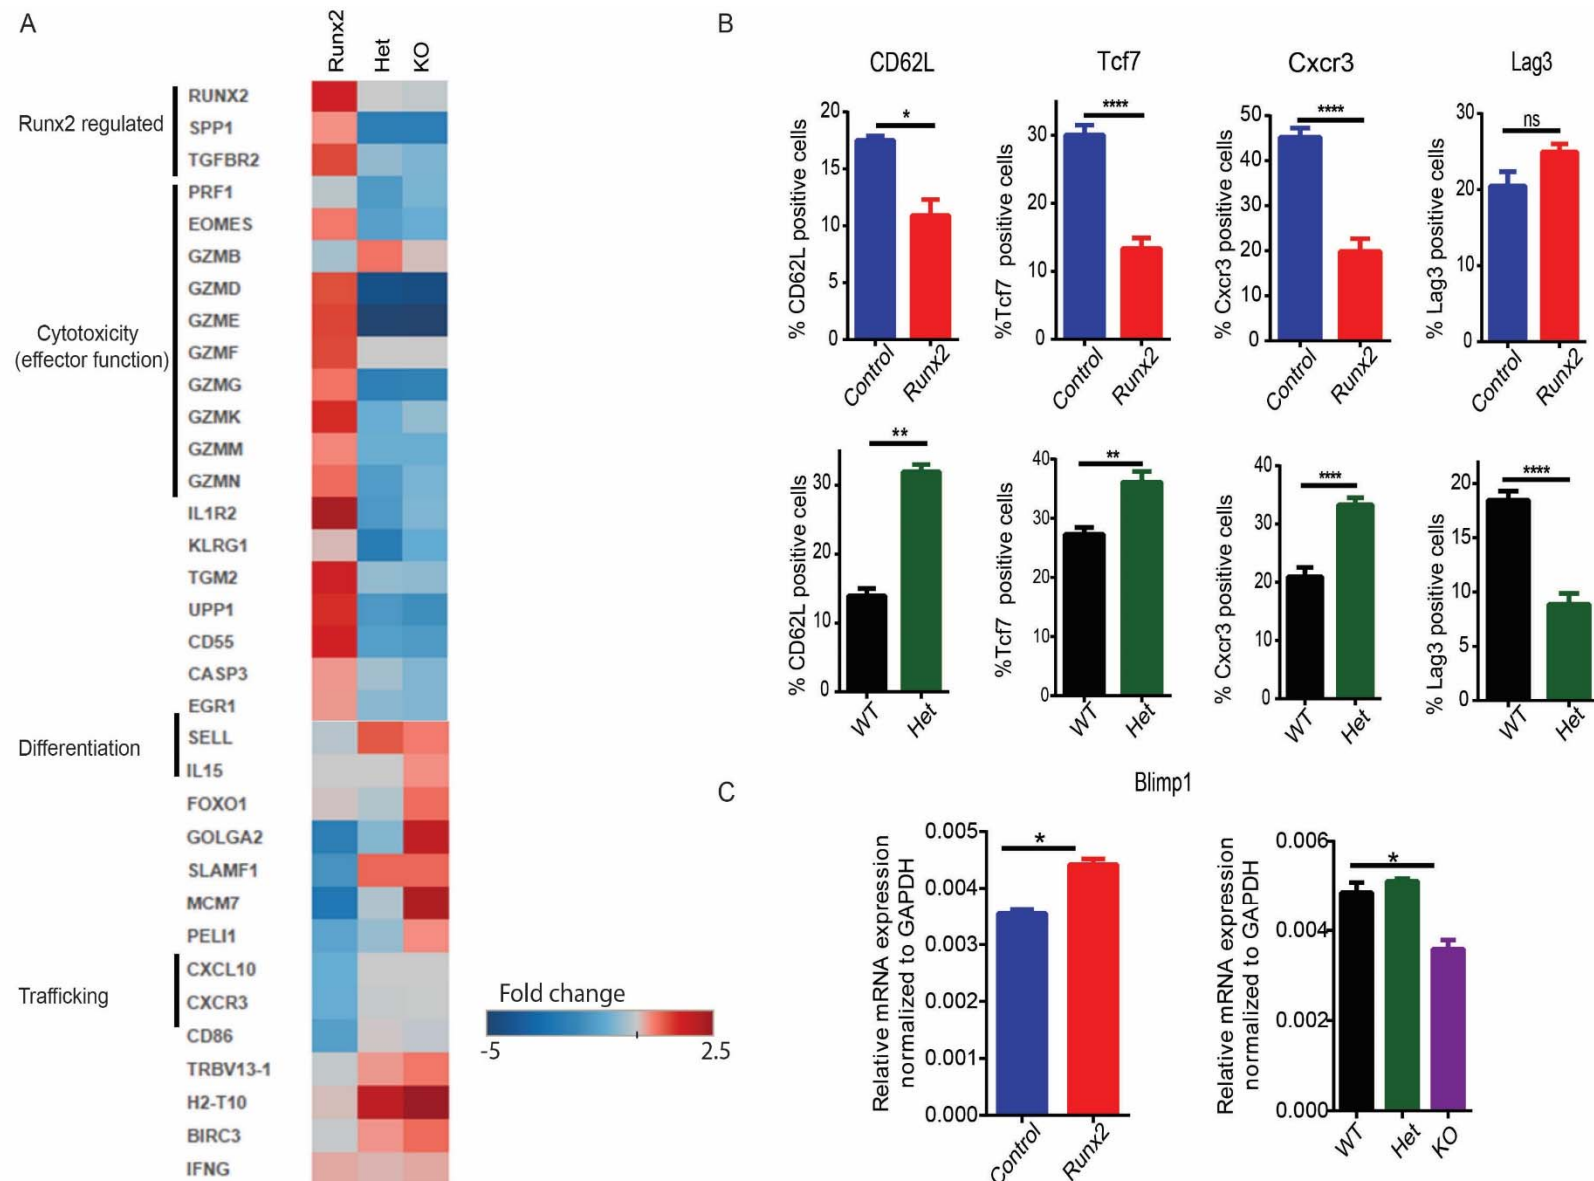 A
Runx2
Het
KO
Runx2 regulated
RUNX2
SPP1
TGFBR2
Cytotoxicity
(effector function)
PRF1
EOMES
GZMB
GZMD
GZME
GZMF
GZMG
GZMK
GZMM
GZMN
IL1R2
KLRG1
TGM2
UPP1
CD55
CASP3
EGR1
Differentiation
SELL
IL15
FOXO1
GOLGA2
SLAMF1
MCM7
PELI1
Trafficking
CXCL10
CXCR3
CD86
TRBV13-1
H2-T10
BIRC3
IFNG
Fold change
-5
2.5
B
CD62L
% CD62L positive cells
20
15
10
5
0
*
Control
Runx2
Tcf7
%Tcf7 positive cells
30
20
10
0
****
Control
Runx2
Cxcr3
% Cxcr3 positive cells
50
40
30
20
10
0
****
Control
Runx2
Lag3
% Lag3 positive cells
30
20
10
0
ns
Control
Runx2
% CD62L positive cells
30
20
10
0
**
WT
Het
%Tcf7 positive cells
40
30
20
10
0
**
WT
Het
% Cxcr3 positive cells
40
30
20
10
0
****
WT
Het
% Lag3 positive cells
20
15
10
5
0
****
WT
Het
C
Blimp1
Relative mRNA expression
normalized to GAPDH
0.005
0.004
0.003
0.002
0.001
0.000
*
Control
Runx2
Relative mRNA expression
normalized to GAPDH
0.006
0.004
0.002
0.000
*
WT
Het
KO